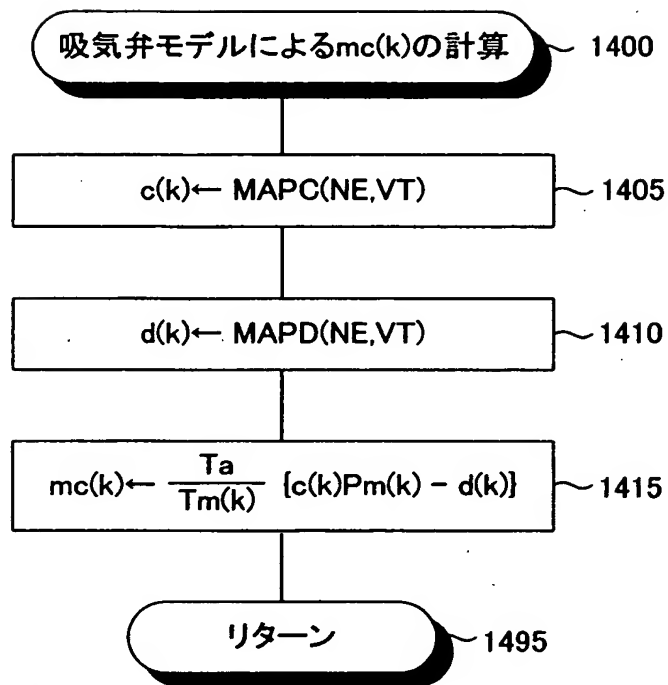 吸気弁モデルによるmc(k)の計算 1400
c(k)← MAPC(NE,VT) 1405
d(k)← MAPD(NE,VT) 1410
mc(k)← Ta/Tm(k) {c(k)Pm(k) − d(k)} 1415
リターン 1495